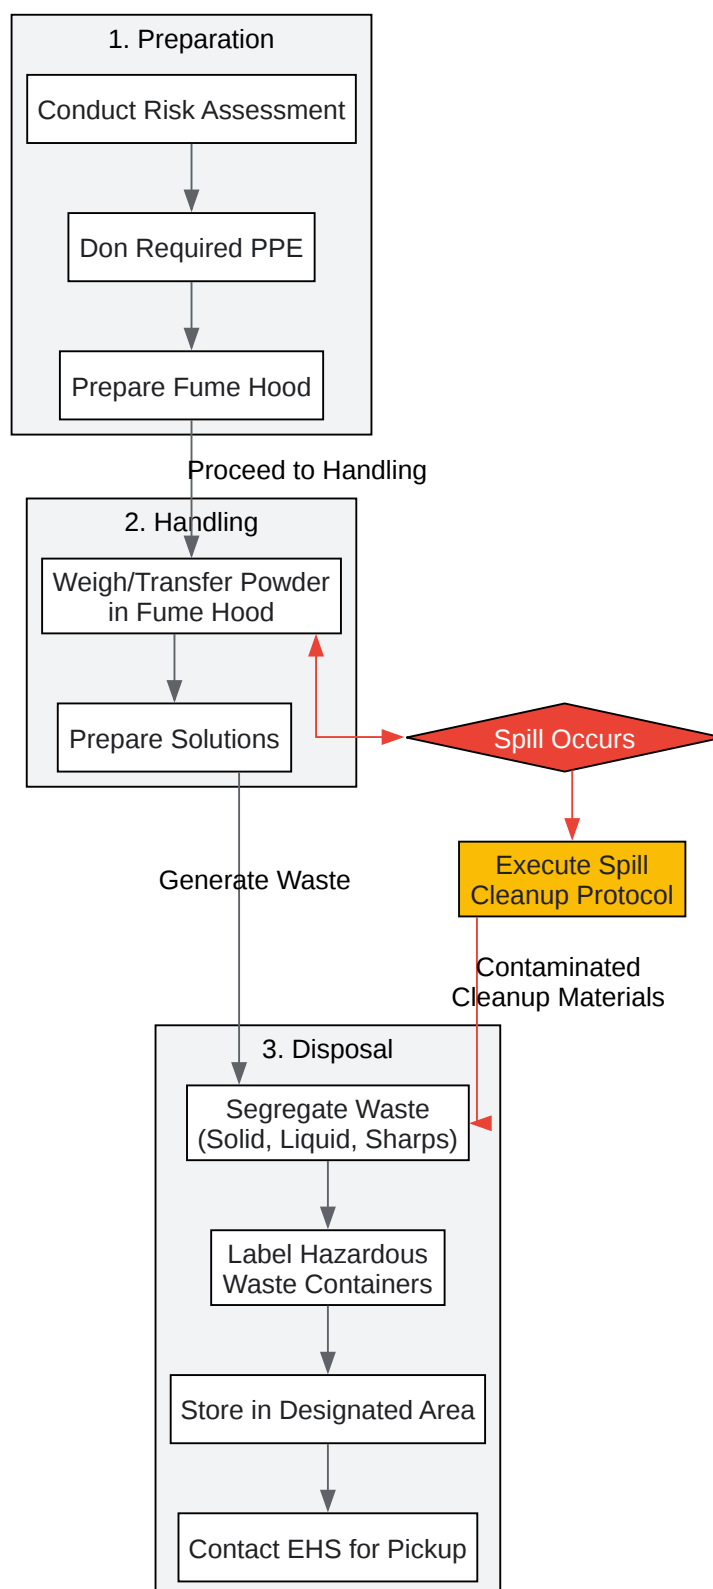 1. Preparation
Conduct Risk Assessment
Don Required PPE
Prepare Fume Hood
Proceed to Handling
2. Handling
Weigh/Transfer Powder
in Fume Hood
Prepare Solutions
Spill Occurs
Execute Spill
Cleanup Protocol
Generate Waste
Contaminated
Cleanup Materials
3. Disposal
Segregate Waste
(Solid, Liquid, Sharps)
Label Hazardous
Waste Containers
Store in Designated Area
Contact EHS for Pickup